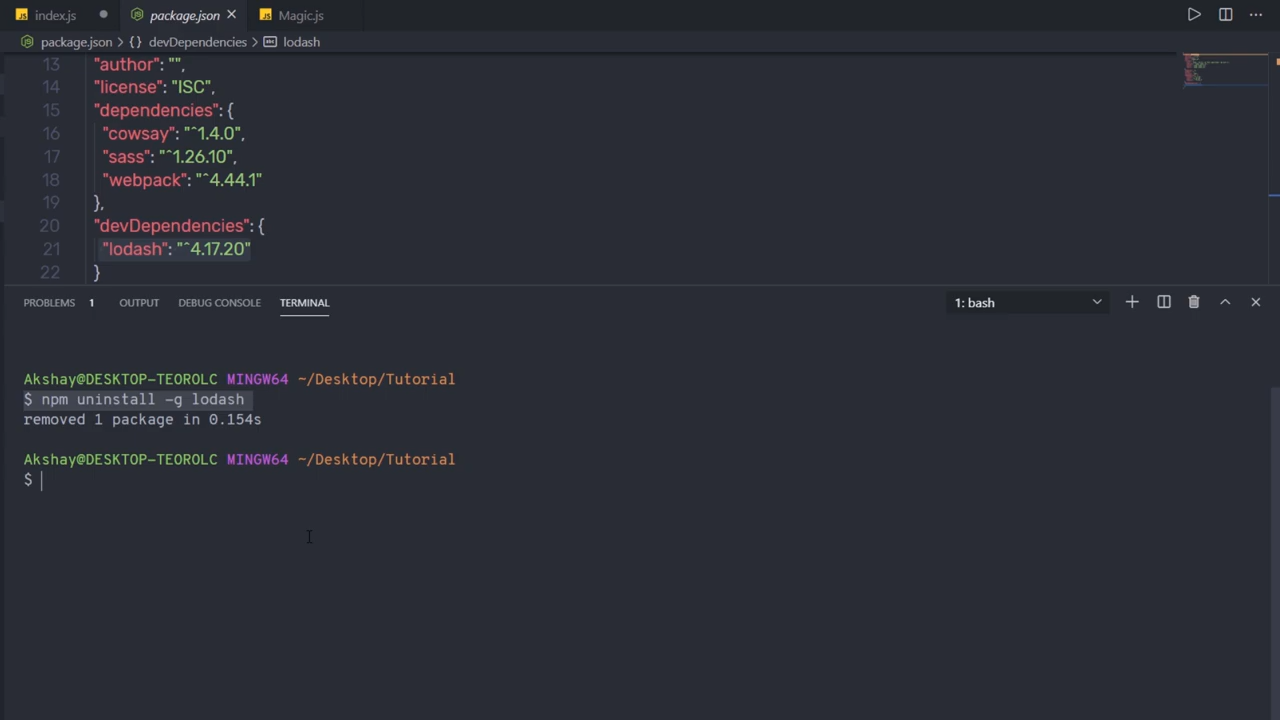 JS index.js
package.json
JS Magic.js
package.json > {} devDependencies > lodash
13 "author": "",
14 "license": "ISC",
15 "dependencies": {
16 "cowsay": "^1.4.0",
17 "sass": "^1.26.10",
18 "webpack": "^4.44.1"
19 },
20 "devDependencies": {
21 "lodash": "^4.17.20"
22 }
PROBLEMS 1 OUTPUT DEBUG CONSOLE TERMINAL 1: bash
Akshay@DESKTOP-TEOROLC MINGW64 ~/Desktop/Tutorial
$ npm uninstall -g lodash
removed 1 package in 0.154s
Akshay@DESKTOP-TEOROLC MINGW64 ~/Desktop/Tutorial
$